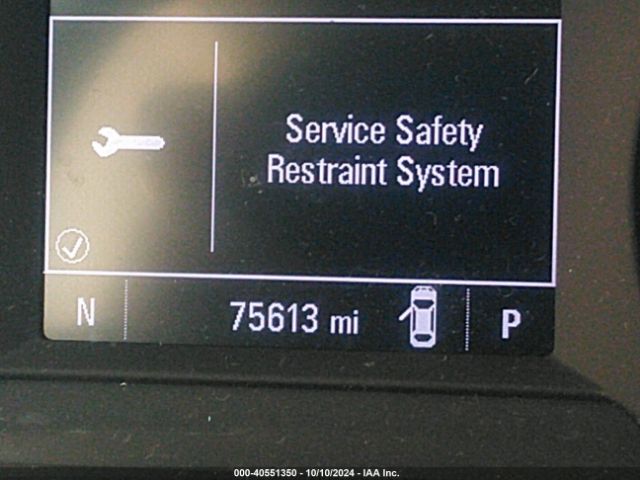 Service Safety
Restraint System
N 75613 mi P
000-40551350 - 10/10/2024 - IAA Inc.